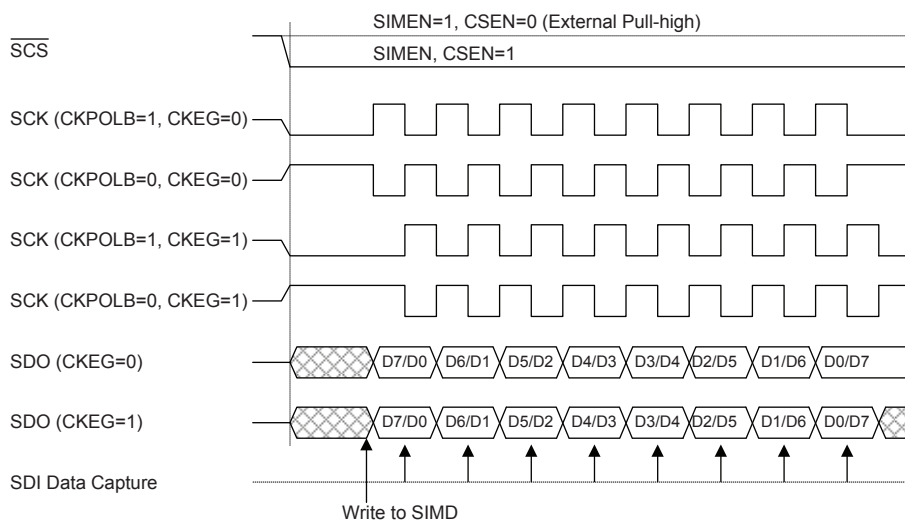 SIMEN=1, CSEN=0 (External Pull-high)
SCS
SIMEN, CSEN=1
SCK (CKPOLB=1, CKEG=0)
SCK (CKPOLB=0, CKEG=0)
SCK (CKPOLB=1, CKEG=1)
SCK (CKPOLB=0, CKEG=1)
SDO (CKEG=0) D7/D0 D6/D1 D5/D2 D4/D3 D3/D4 D2/D5 D1/D6 D0/D7
SDO (CKEG=1) D7/D0 D6/D1 D5/D2 D4/D3 D3/D4 D2/D5 D1/D6 D0/D7
SDI Data Capture
Write to SIMD